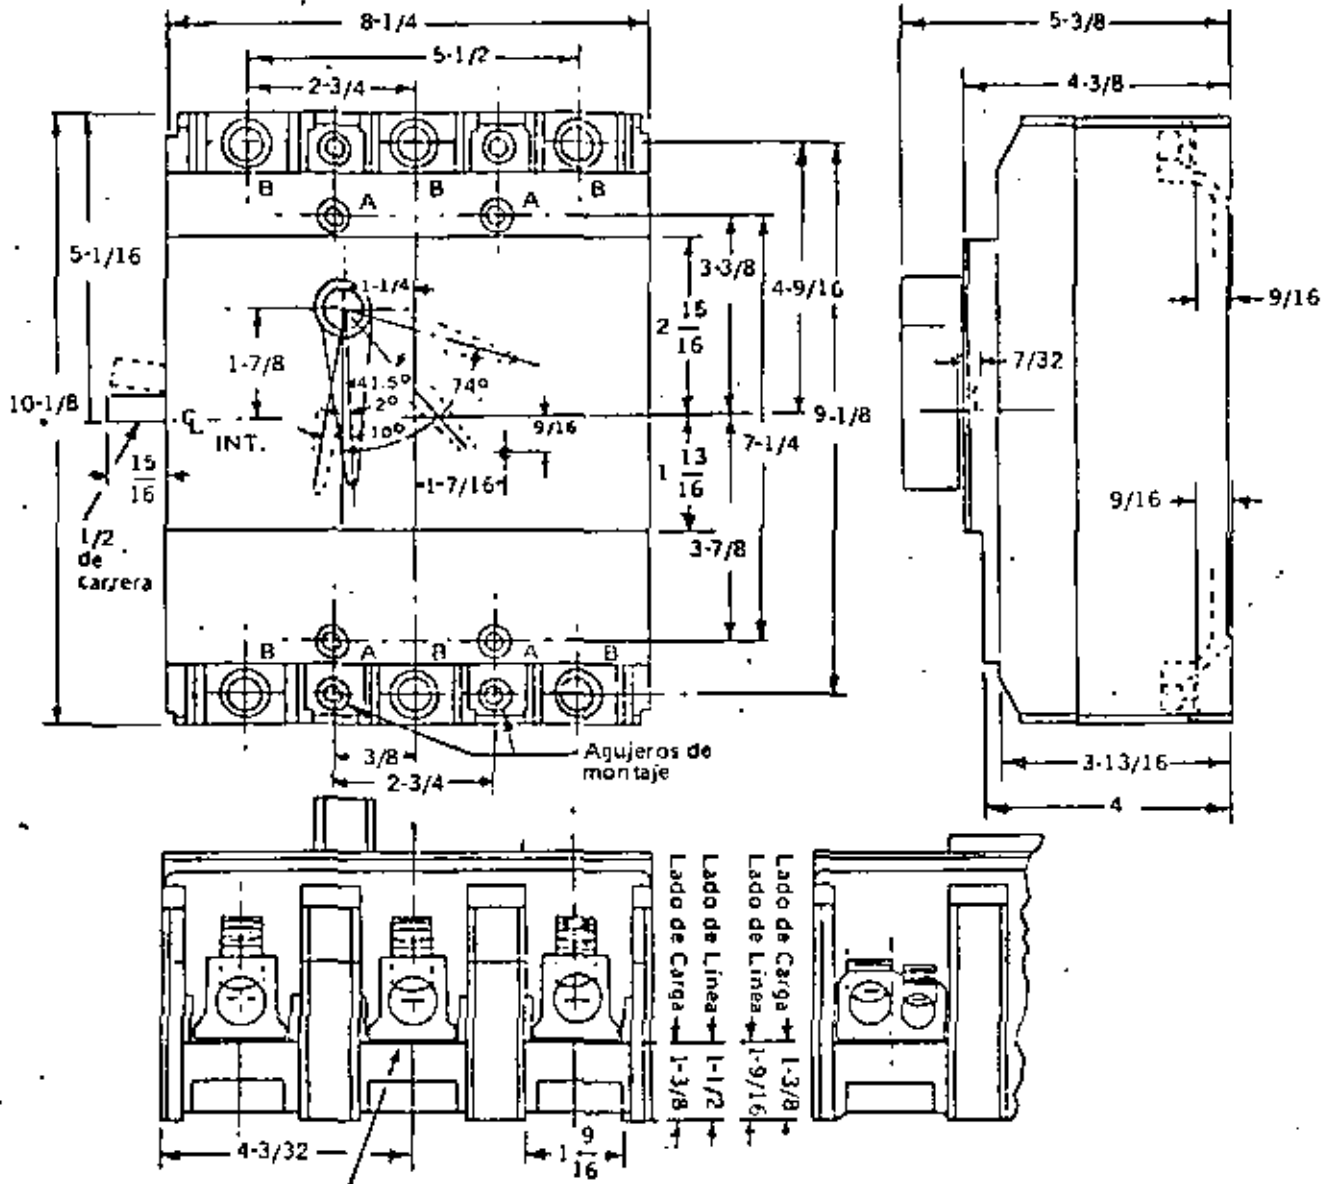 8-1/4
5-1/2
2-3/4
5-3/8
4-3/8
B
B
B
A
A
5-1/16
3-3/8
4-9/16
1-1/4
2 15/16
9/16
1-7/8
41.5°
74°
7/32
2°
10-1/8
9-1/8
C L
INT.
10°
9/16
7-1/4
15/16
1 13/16
1-7/16
9/16
1/2
de
carrera
3-7/8
B
A
B
A
B
3/8
2-3/4
Agujeros de
montaje
3-13/16
4
Lado de Carga 1-3/8
Lado de Línea 1-1/2
Lado de Línea 1-9/16
Lado de Carga 1-3/8
4-3/32
1 9/16